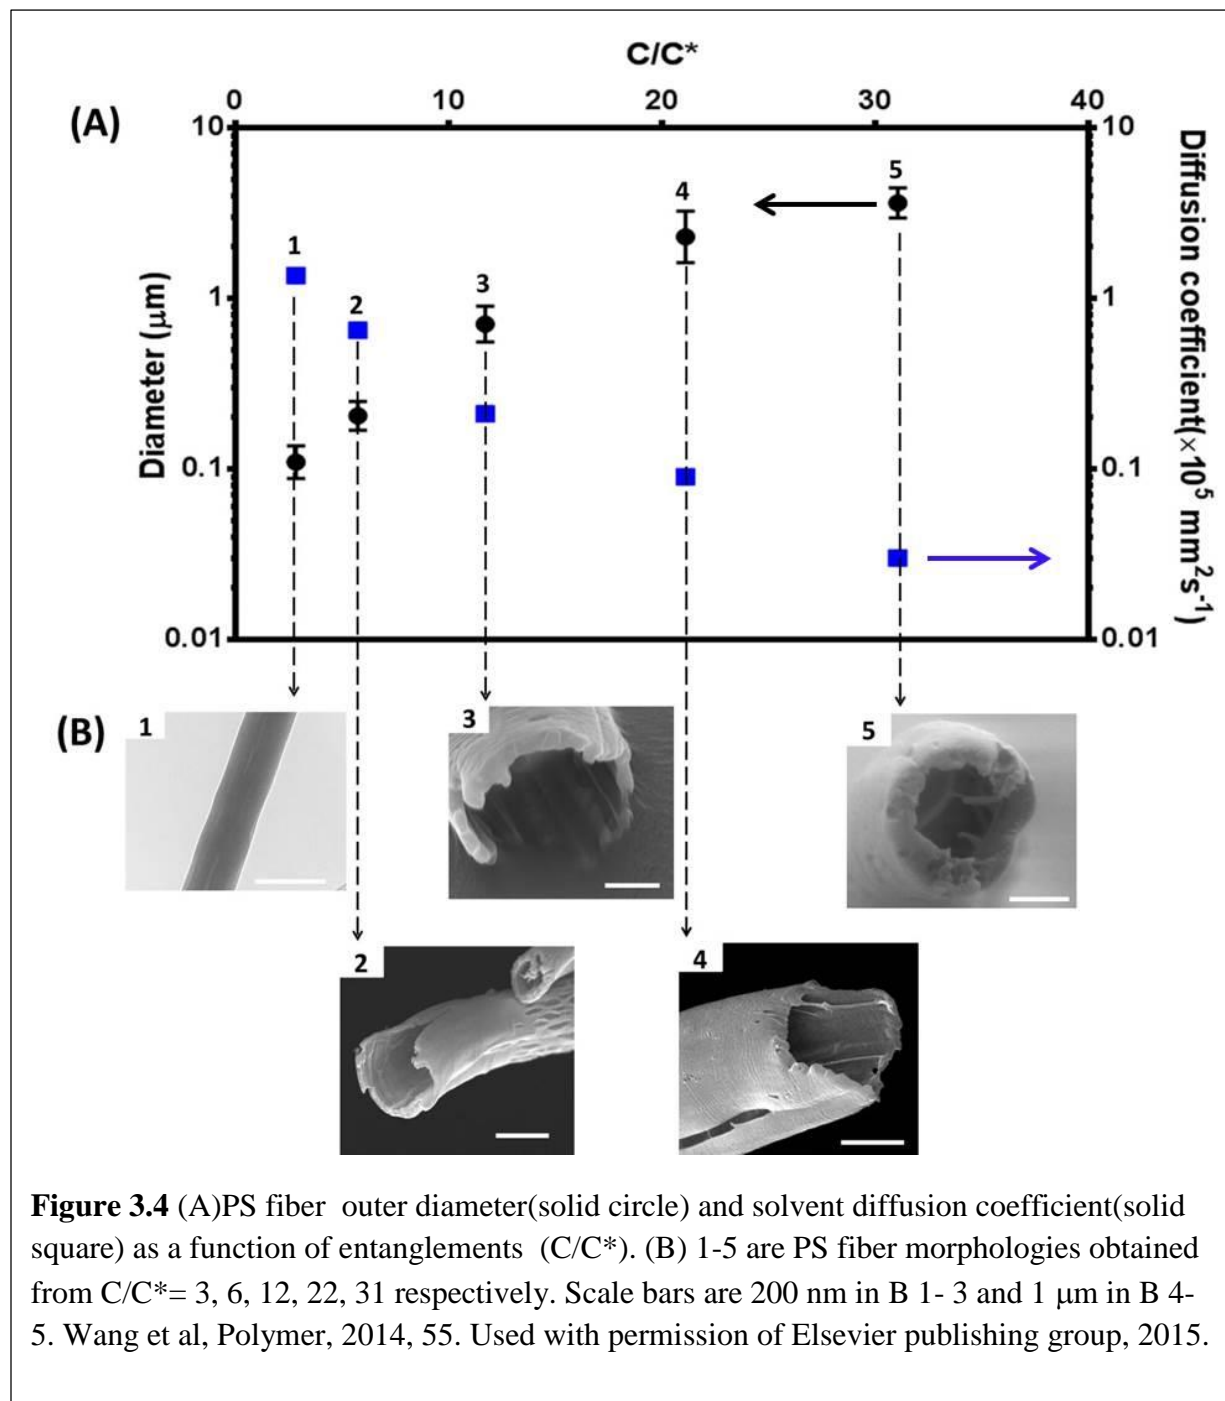 C/C*
0 10 20 30 40
(A)
10 10
1 1
0.1 0.1
0.01 0.01
Diameter (μm)
Diffusion coefficient(×10⁵ mm²s⁻¹)
1 2 3 4 5
(B)
1 3 5
2 4
Figure 3.4 (A)PS fiber outer diameter(solid circle) and solvent diffusion coefficient(solid
square) as a function of entanglements (C/C*). (B) 1-5 are PS fiber morphologies obtained
from C/C*= 3, 6, 12, 22, 31 respectively. Scale bars are 200 nm in B 1- 3 and 1 μm in B 4-
5. Wang et al, Polymer, 2014, 55. Used with permission of Elsevier publishing group, 2015.